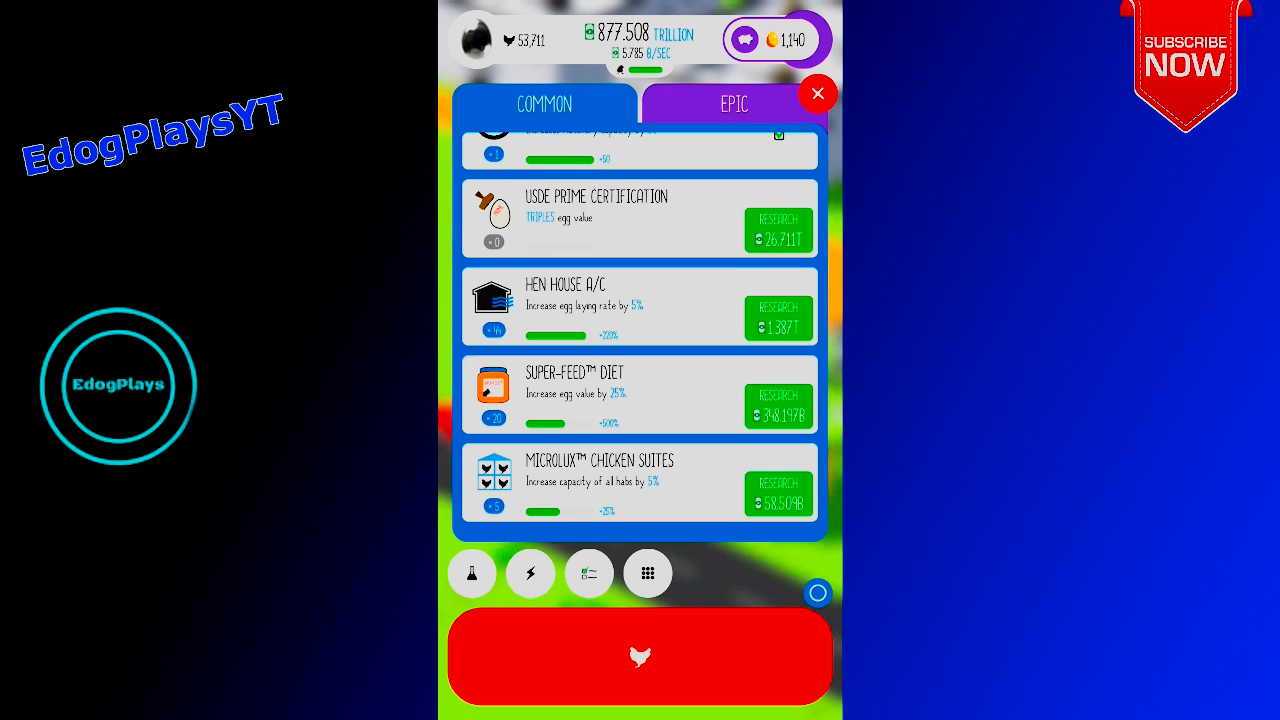 EdogPlaysYT
EdogPlays
SUBSCRIBE
NOW
53,711
877.508 TRILLION
5.785 B/SEC
1,140
COMMON
EPIC
× 1
+50
USDE PRIME CERTIFICATION
TRIPLES egg value
× 0
RESEARCH
26.711T
HEN HOUSE A/C
Increase egg laying rate by 5%
+220%
RESEARCH
1.387T
SUPER-FEED™ DIET
Increase egg value by 25%
× 20
+500%
RESEARCH
348.197B
MICROLUX™ CHICKEN SUITES
Increase capacity of all habs by 5%
× 5
+25%
RESEARCH
58.509B